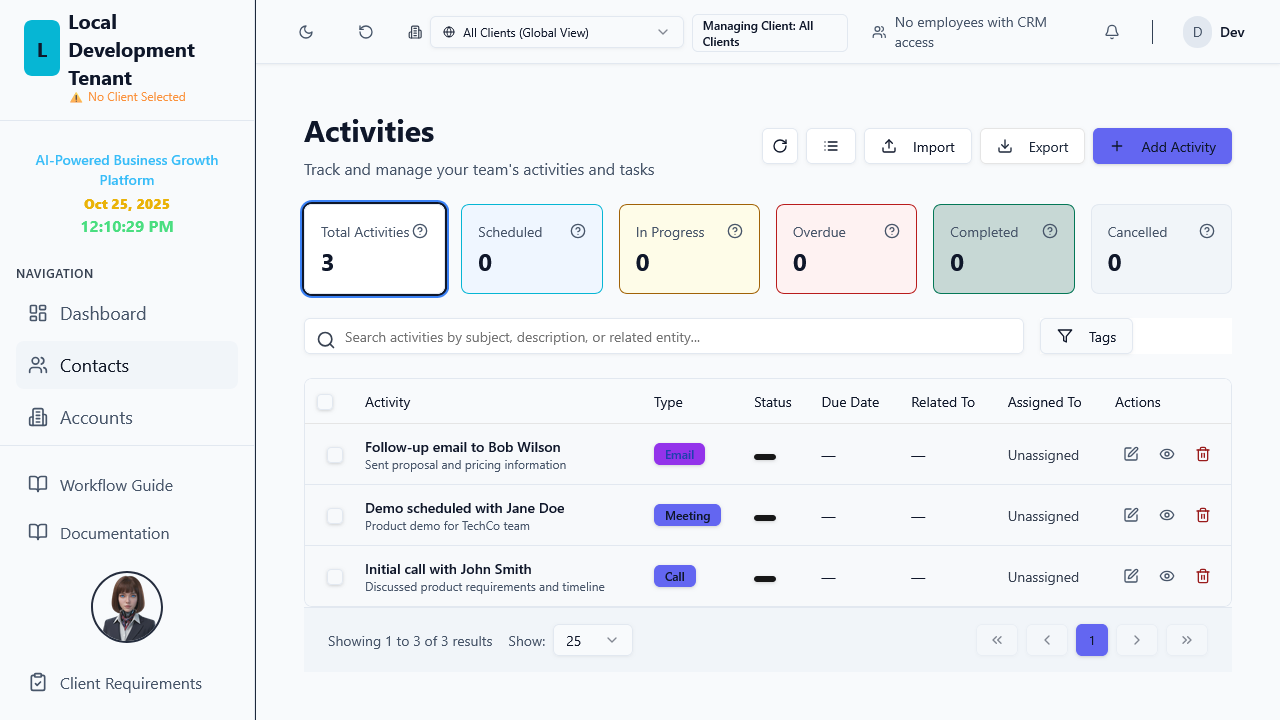 L
Local
Development
Tenant
⚠ No Client Selected
AI-Powered Business Growth
Platform
Oct 25, 2025
12:10:29 PM
NAVIGATION
Dashboard
Contacts
Accounts
Workflow Guide
Documentation
Client Requirements
All Clients (Global View)
Managing Client: All
Clients
No employees with CRM
access
D
Dev
Activities
Track and manage your team's activities and tasks
Import
Export
Add Activity
Total Activities
3
Scheduled
0
In Progress
0
Overdue
0
Completed
0
Cancelled
0
Search activities by subject, description, or related entity...
Tags
Activity Type Status Due Date Related To Assigned To Actions
Follow-up email to Bob Wilson
Sent proposal and pricing information
Email — — Unassigned
Demo scheduled with Jane Doe
Product demo for TechCo team
Meeting — — Unassigned
Initial call with John Smith
Discussed product requirements and timeline
Call — — Unassigned
Showing 1 to 3 of 3 results Show: 25
1